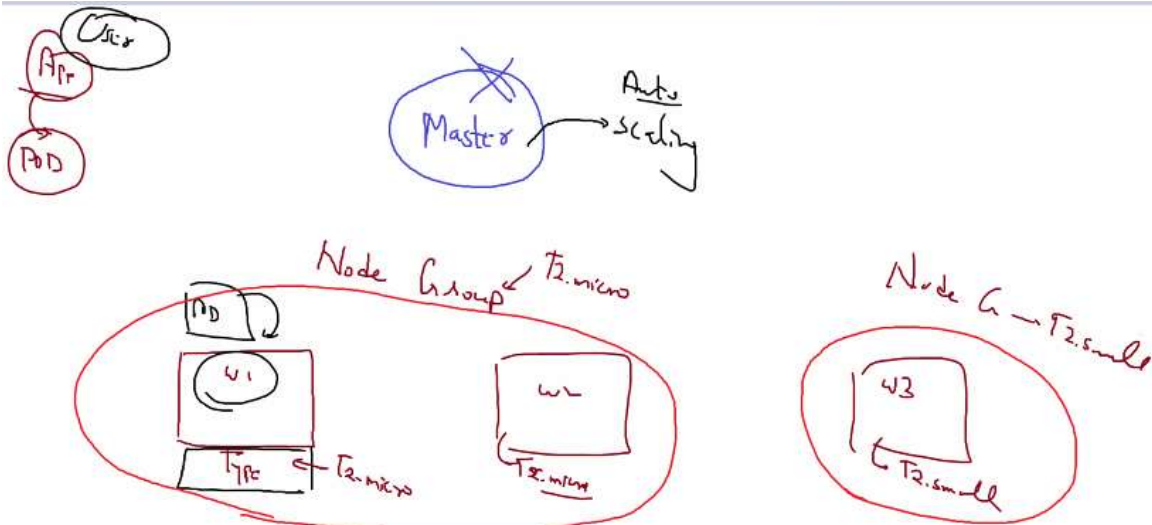 User
App
POD
Master
Auto
scaling
Node Group
T2.micro
POD
W1
Type
T2.micro
W2
T2.micro
Node G
T2.small
W3
T2.small